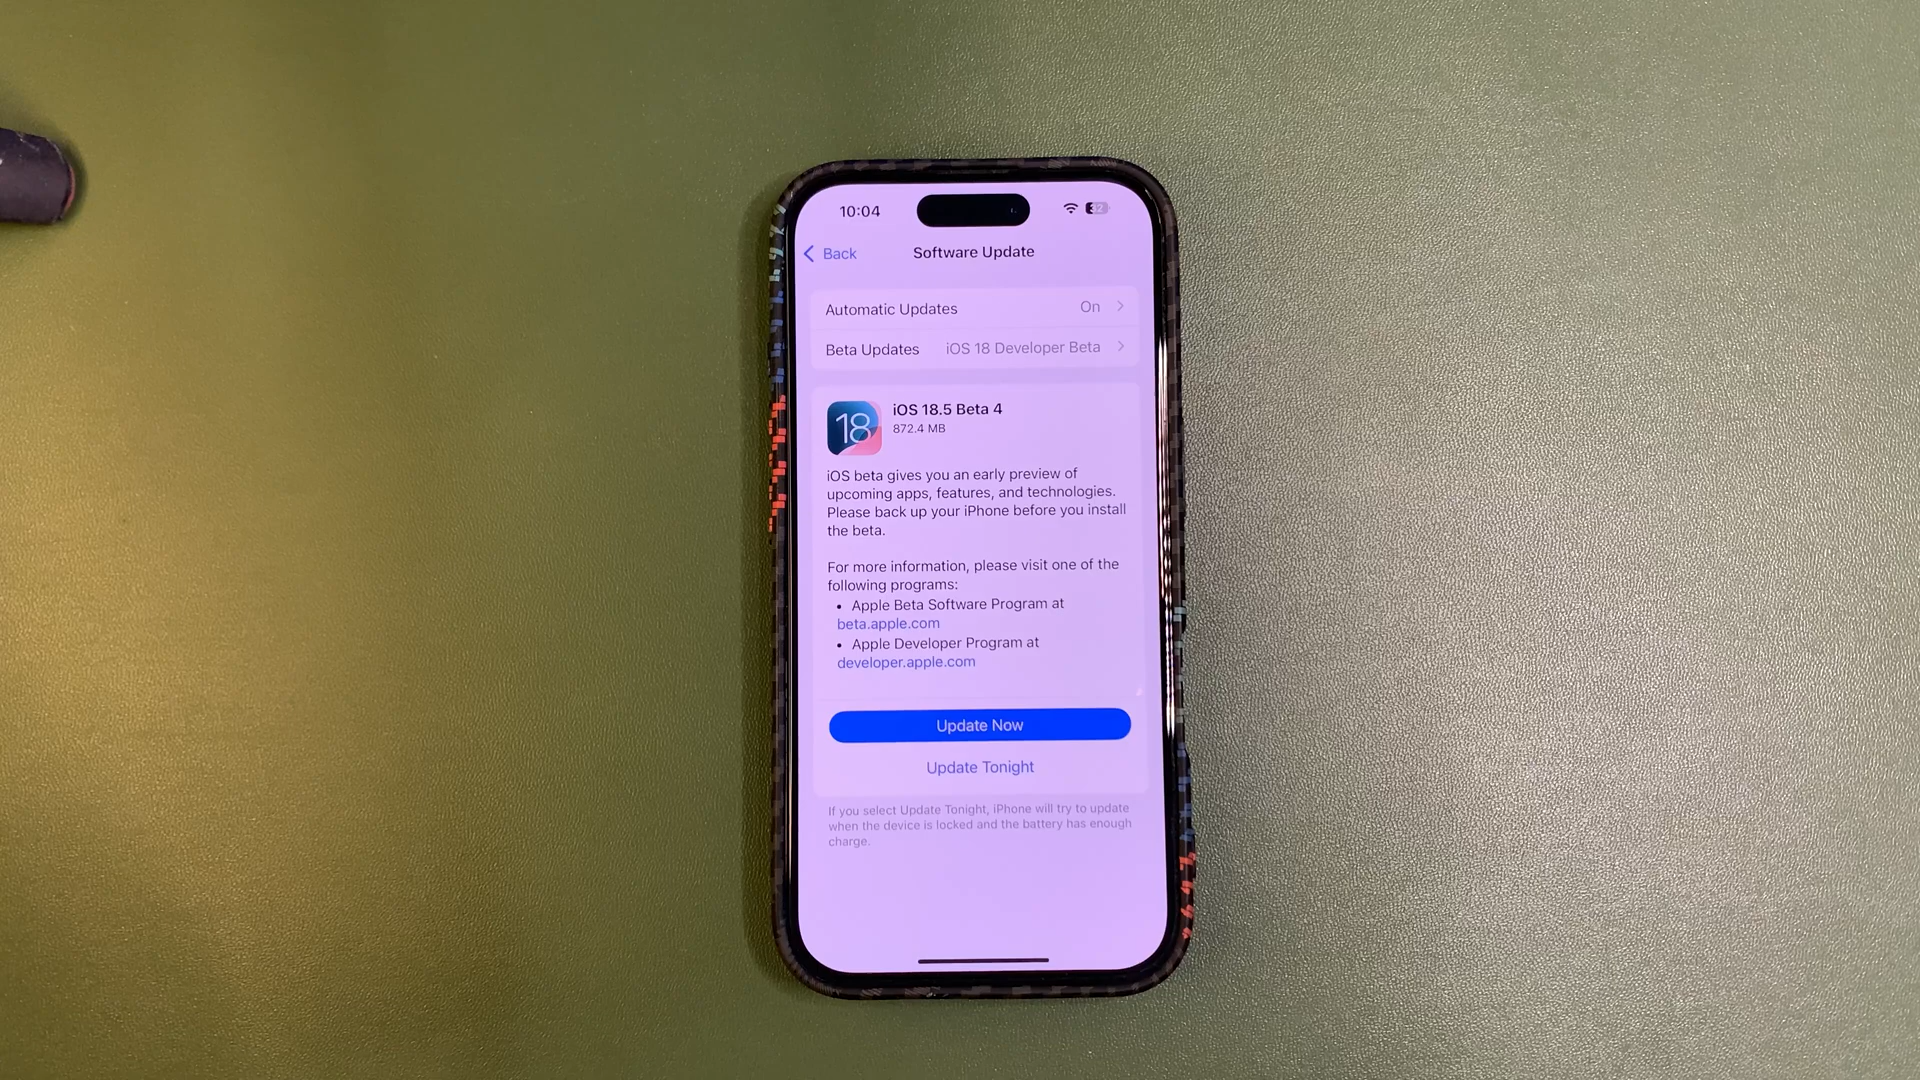 10:04
32
Back
Software Update
Automatic Updates On
Beta Updates iOS 18 Developer Beta
18
iOS 18.5 Beta 4
872.4 MB
iOS beta gives you an early preview of
upcoming apps, features, and technologies.
Please back up your iPhone before you install
the beta.
For more information, please visit one of the
following programs:
• Apple Beta Software Program at
beta.apple.com
• Apple Developer Program at
developer.apple.com
Update Now
Update Tonight
If you select Update Tonight, iPhone will try to update
when the device is locked and the battery has enough
charge.